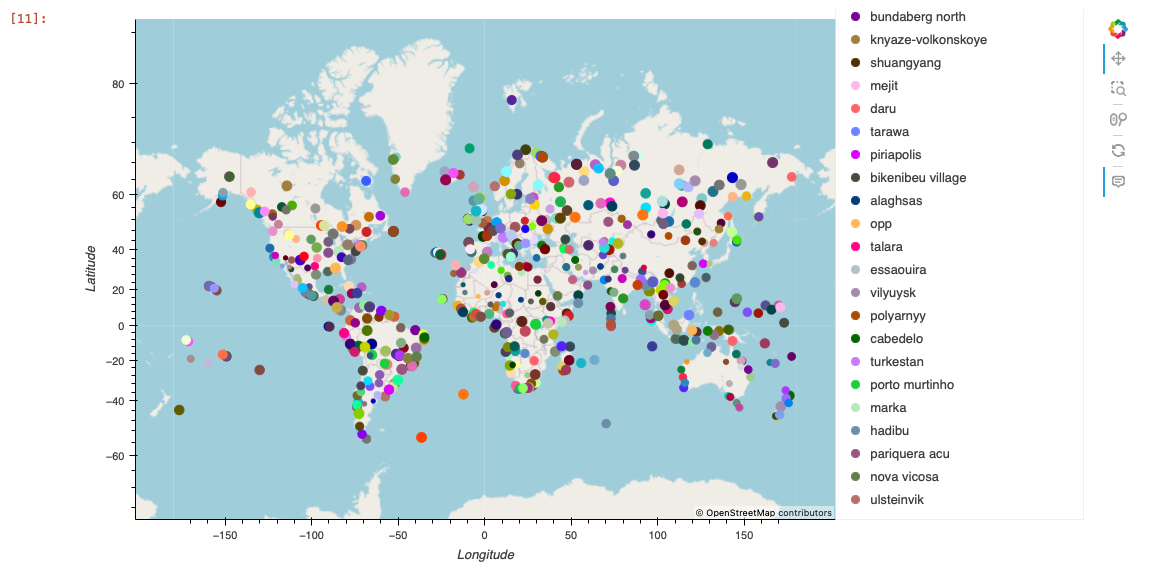 [11]:
bundaberg north
knyaze-volkonskoye
shuangyang
mejit
daru
tarawa
piriapolis
bikenibeu village
alaghsas
opp
talara
essaouira
vilyuysk
polyarnyy
cabedelo
turkestan
porto murtinho
marka
hadibu
pariquera acu
nova vicosa
ulsteinvik
80
60
40
20
0
−20
−40
−60
Latitude
© OpenStreetMap contributors
−150 −100 −50 0 50 100 150
Longitude